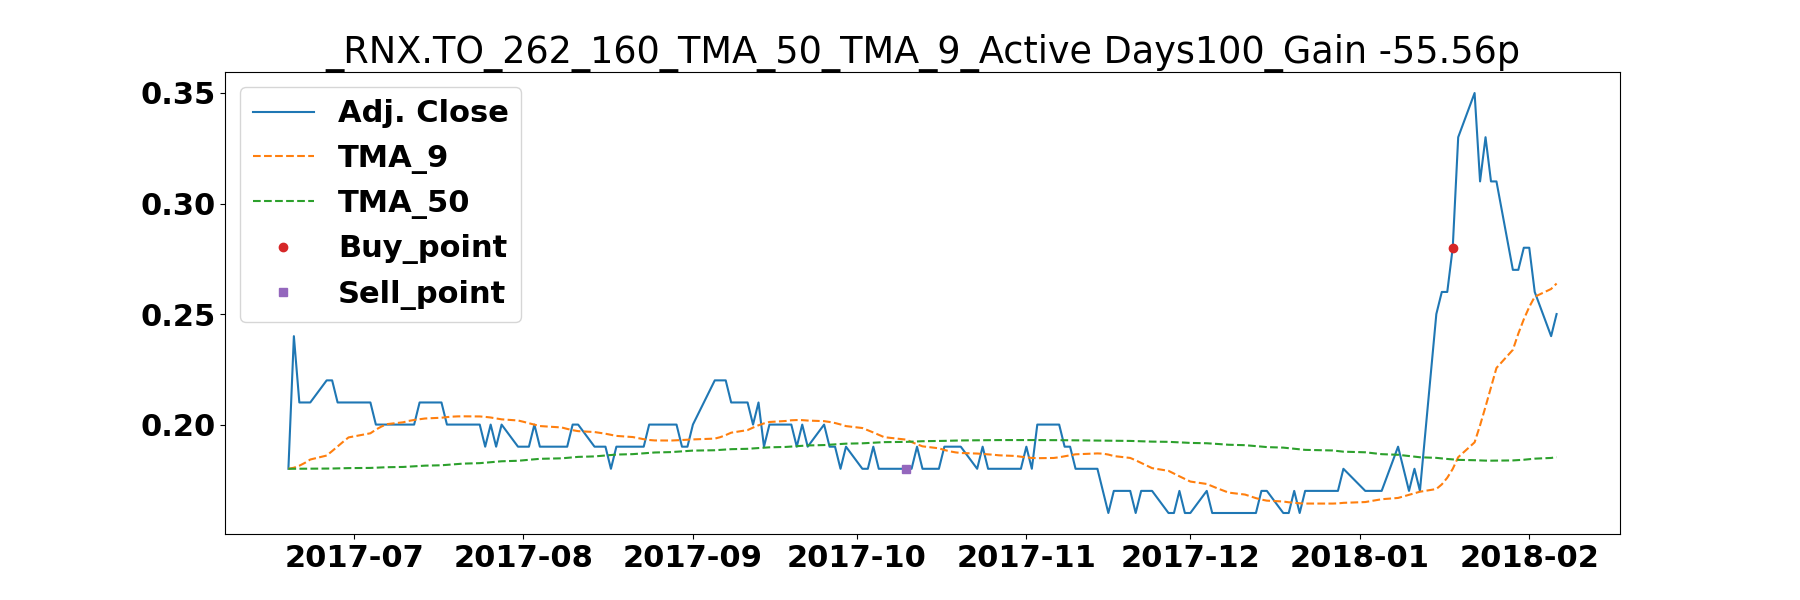 _RNX.TO_262_160_TMA_50_TMA_9_Active Days100_Gain -55.56p
0.35
0.30
0.25
0.20
Adj. Close
TMA_9
TMA_50
Buy_point
Sell_point
2017-07 2017-08 2017-09 2017-10 2017-11 2017-12 2018-01 2018-02